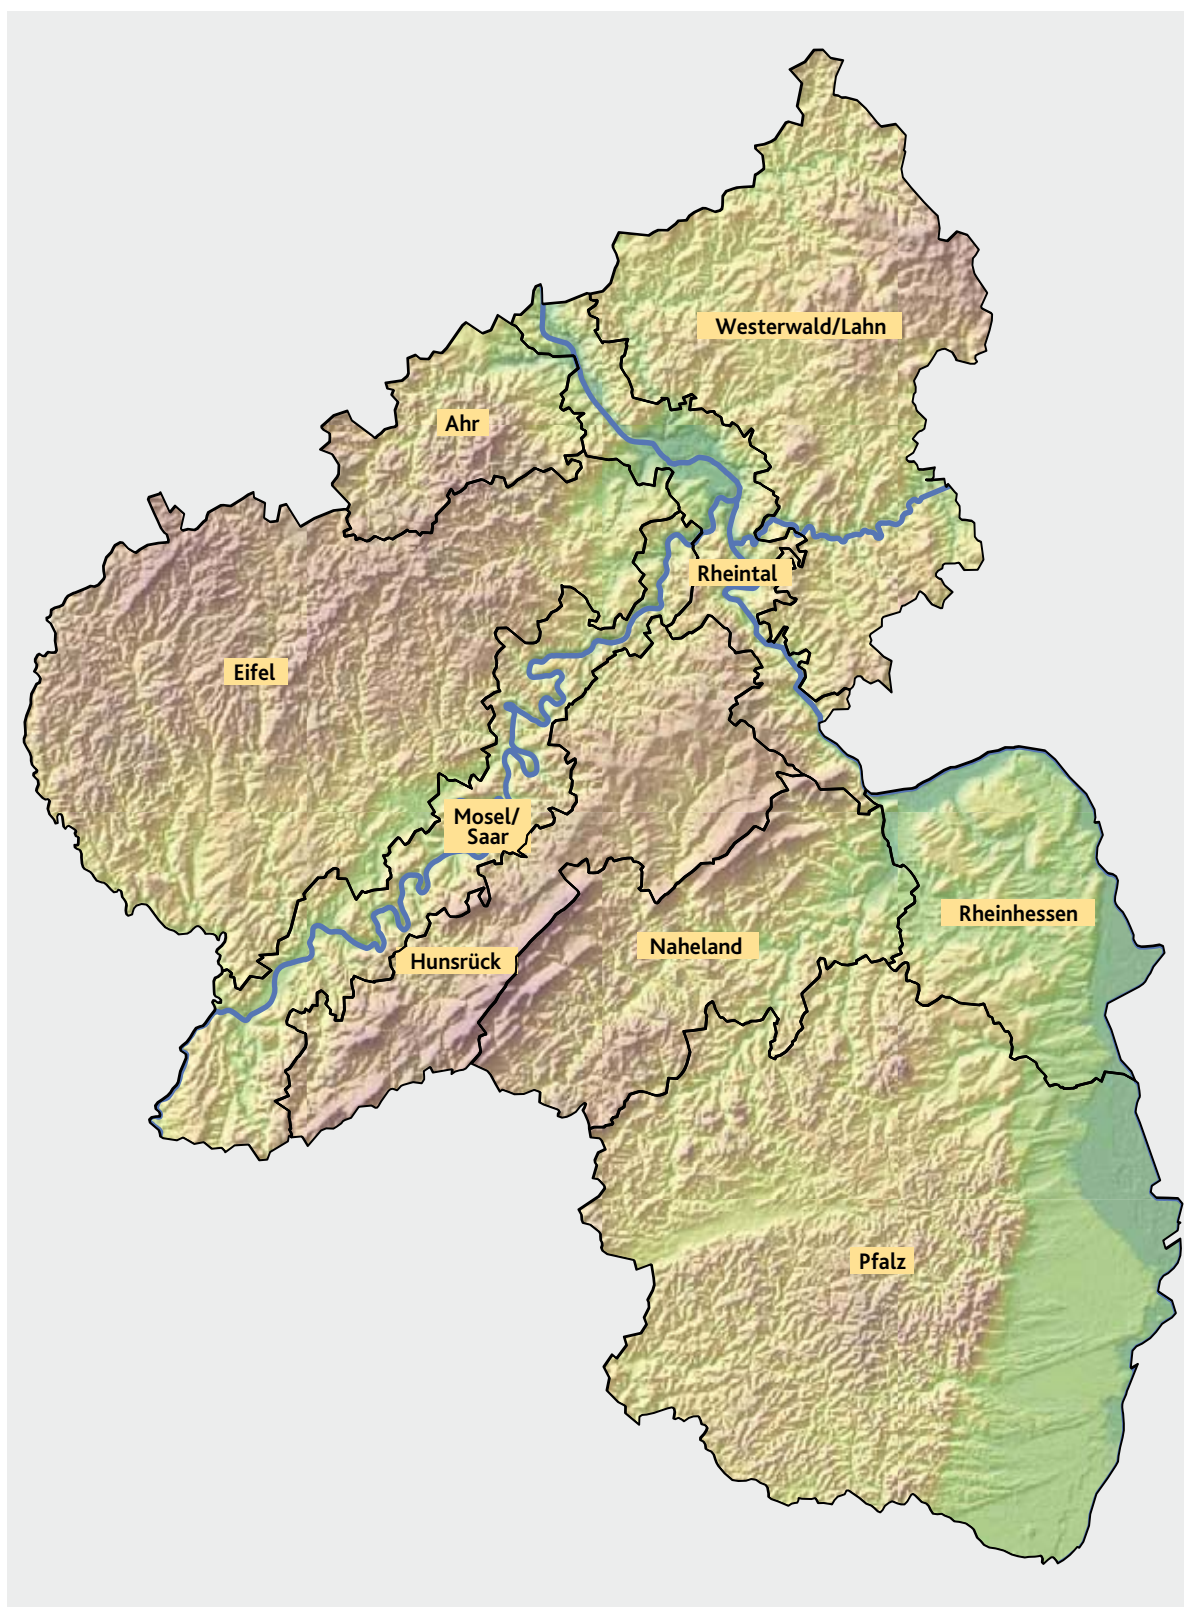 Westerwald/Lahn
Ahr
Rheintal
Eifel
Mosel/
Saar
Rheinhessen
Naheland
Hunsrück
Pfalz